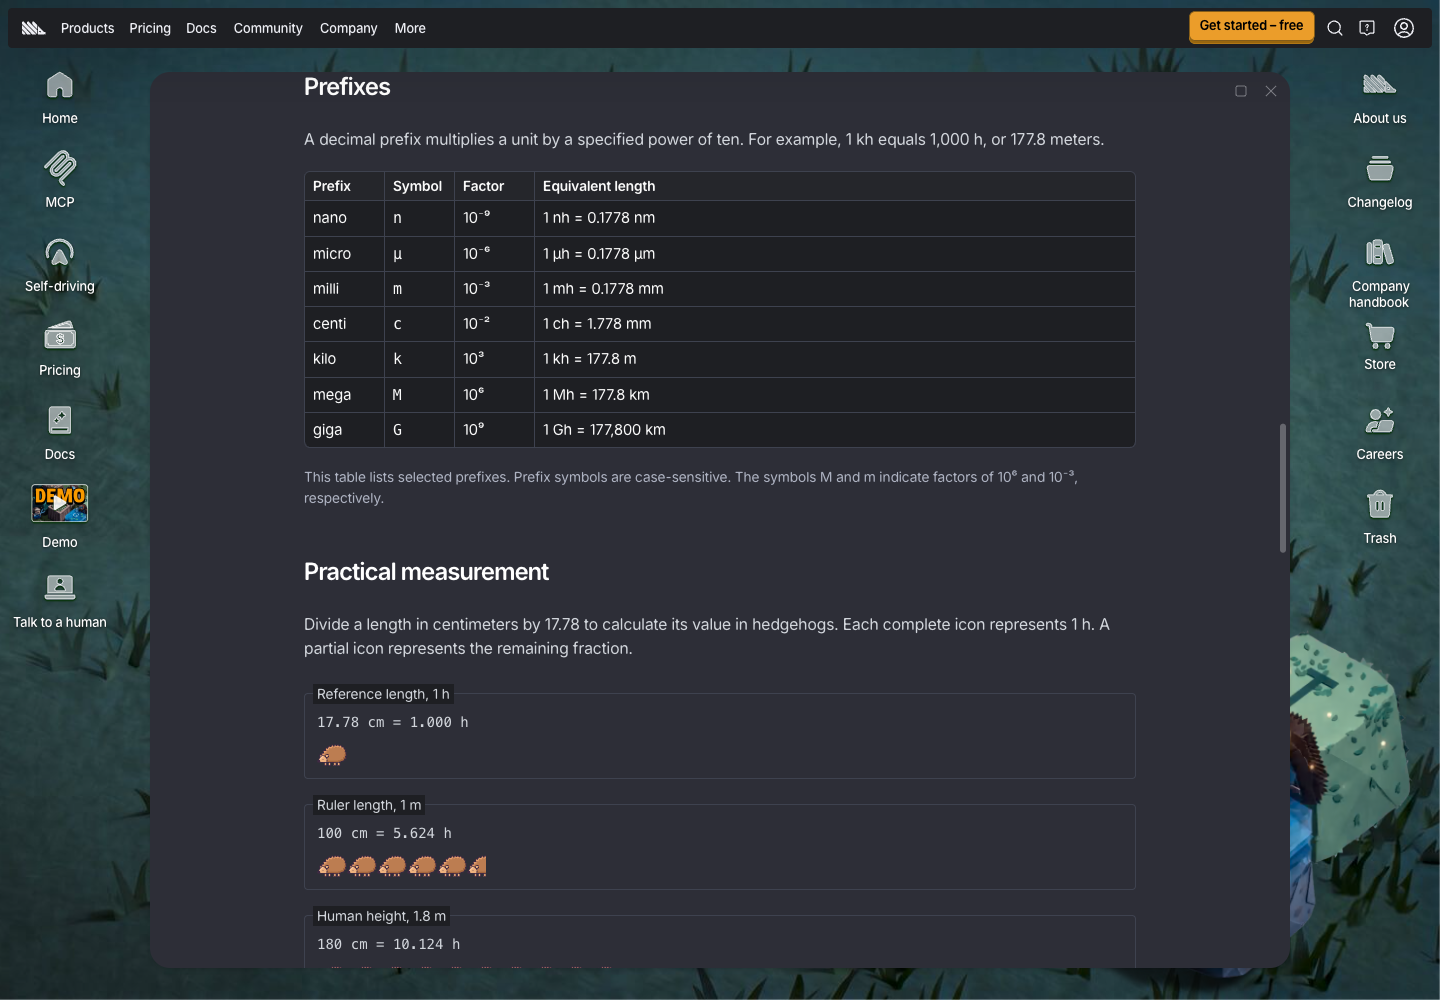 Products Pricing Docs Community Company More
Get started – free
Home
MCP
Self-driving
Pricing
Docs
DEMO
Demo
Talk to a human
Prefixes
A decimal prefix multiplies a unit by a specified power of ten. For example, 1 kh equals 1,000 h, or 177.8 meters.
Prefix Symbol Factor Equivalent length
nano n 10⁻⁹ 1 nh = 0.1778 nm
micro µ 10⁻⁶ 1 µh = 0.1778 µm
milli m 10⁻³ 1 mh = 0.1778 mm
centi c 10⁻² 1 ch = 1.778 mm
kilo k 10³ 1 kh = 177.8 m
mega M 10⁶ 1 Mh = 177.8 km
giga G 10⁹ 1 Gh = 177,800 km
This table lists selected prefixes. Prefix symbols are case-sensitive. The symbols M and m indicate factors of 10⁶ and 10⁻³,
respectively.
Practical measurement
Divide a length in centimeters by 17.78 to calculate its value in hedgehogs. Each complete icon represents 1 h. A
partial icon represents the remaining fraction.
Reference length, 1 h
17.78 cm = 1.000 h
Ruler length, 1 m
100 cm = 5.624 h
Human height, 1.8 m
180 cm = 10.124 h
About us
Changelog
Company
handbook
Store
Careers
Trash